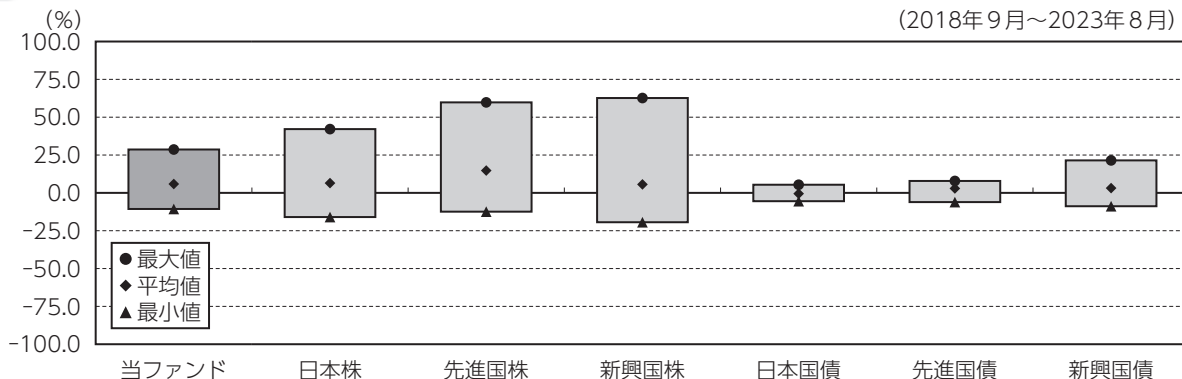 (%)
(2018年9月～2023年8月)
100.0
75.0
50.0
25.0
0.0
-25.0
-50.0
-75.0
-100.0
●最大値
◆平均値
▲最小値
当ファンド 日本株 先進国株 新興国株 日本国債 先進国債 新興国債